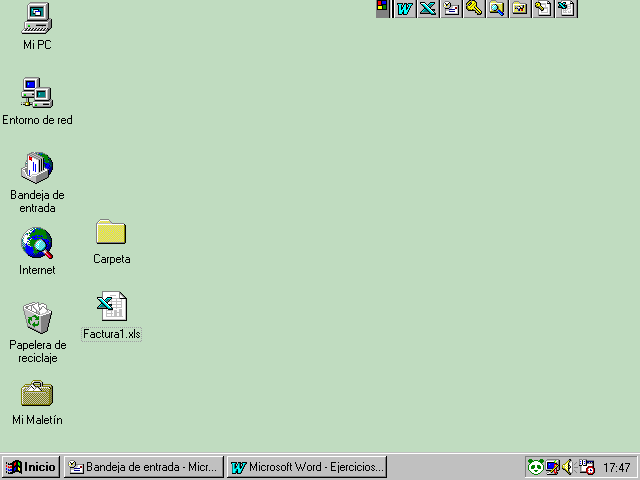 Mi PC
Entorno de red
Bandeja de
entrada
Internet
Papelera de
reciclaje
Mi Maletín
Carpeta
Factura1.xls
Inicio
Bandeja de entrada - Micr...
Microsoft Word - Ejercicios...
17:47